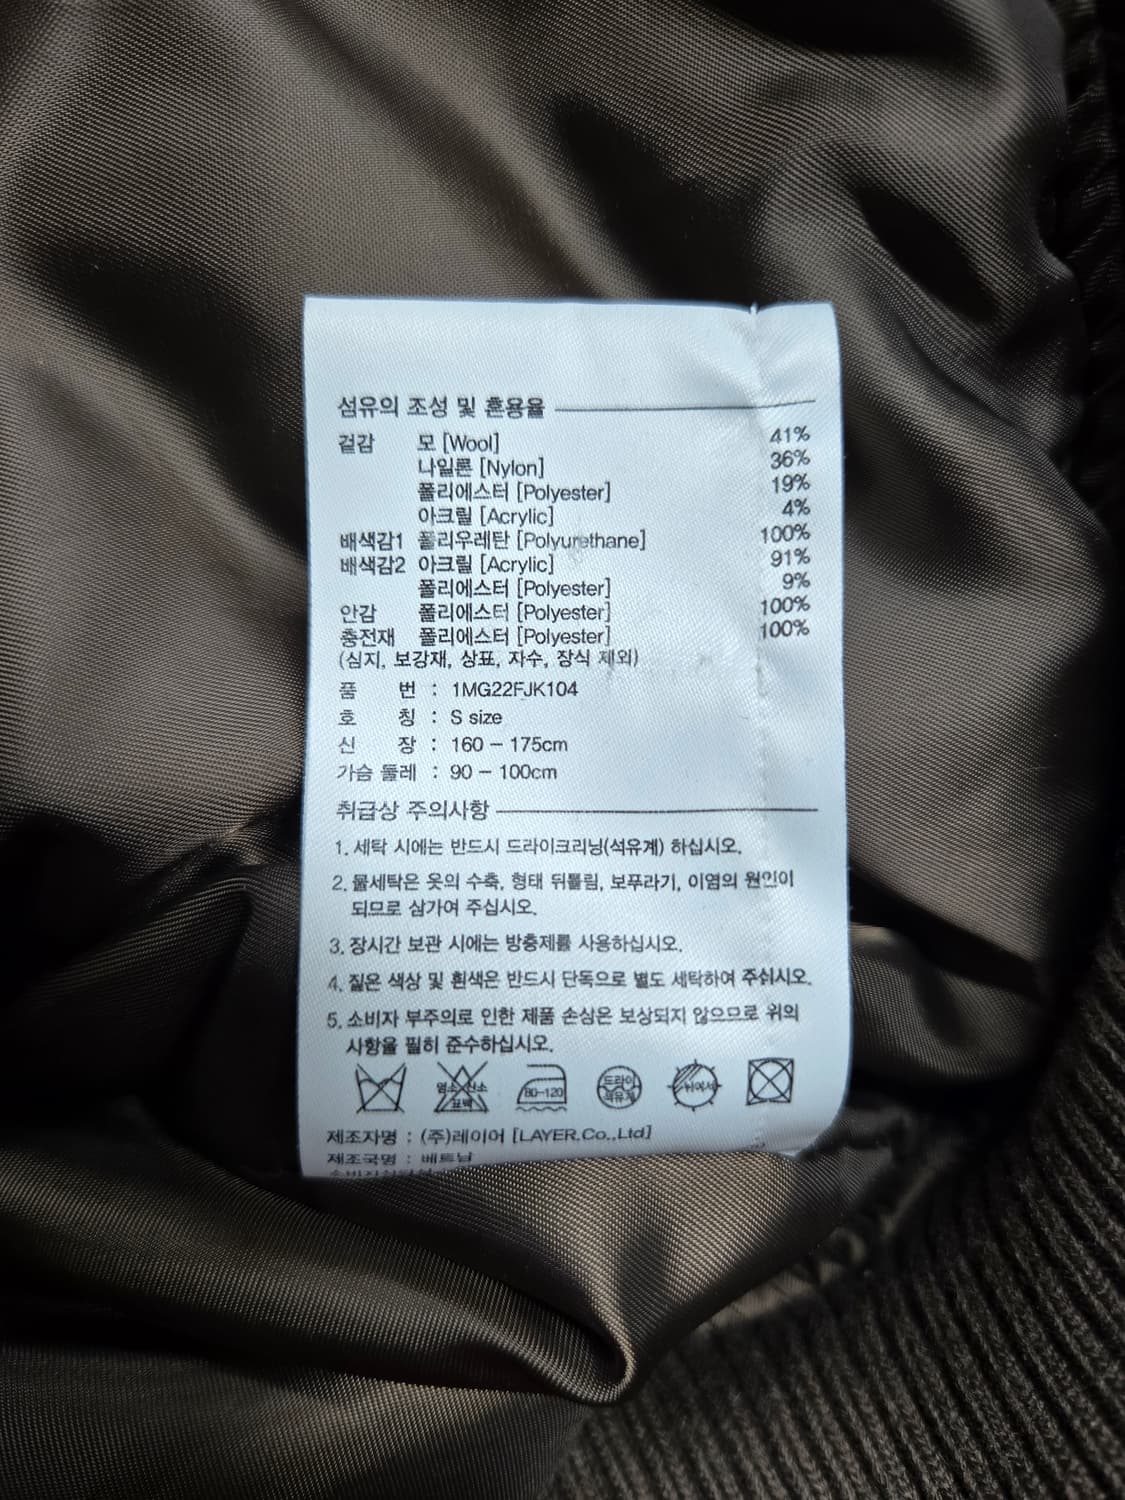 섬유의 조성 및 혼용율
겉감 모 [Wool] 41%
나일론 [Nylon] 36%
폴리에스터 [Polyester] 19%
아크릴 [Acrylic] 4%
배색감1 폴리우레탄 [Polyurethane] 100%
배색감2 아크릴 [Acrylic] 91%
폴리에스터 [Polyester] 9%
안감 폴리에스터 [Polyester] 100%
충전재 폴리에스터 [Polyester] 100%
(심지, 보강재, 상표, 자수, 장식 제외)
품 번 : 1MG22FJK104
호 칭 : S size
신 장 : 160 – 175cm
가슴 둘레 : 90 – 100cm
취급상 주의사항
1. 세탁 시에는 반드시 드라이크리닝(석유계) 하십시오.
2. 물세탁은 옷의 수축, 형태 뒤틀림, 보푸라기, 이염의 원인이
되므로 삼가여 주십시오.
3. 장시간 보관 시에는 방충제를 사용하십시오.
4. 짙은 색상 및 흰색은 반드시 단독으로 별도 세탁하여 주십시오.
5. 소비자 부주의로 인한 제품 손상은 보상되지 않으므로 위의
사항을 필히 준수하십시오.
염소 산소 표백
80-120
드라이 석유계
뉘어서
제조자명 : (주)레이어 [LAYER.Co.,Ltd]
제조국명 : 베트남